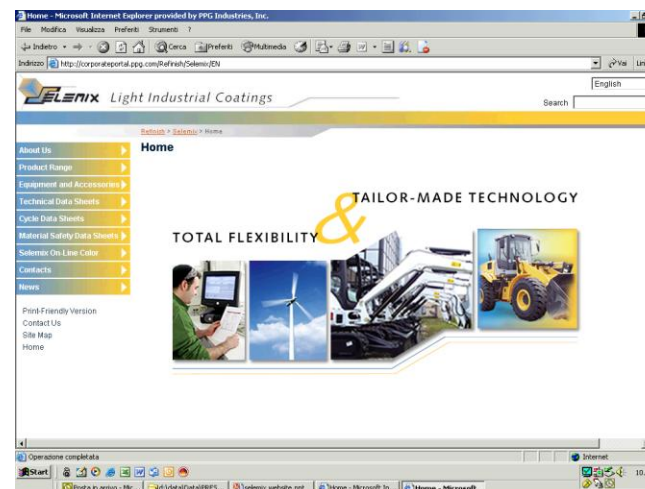 Home - Microsoft Internet Explorer provided by PPG Industries, Inc.
File Modifica Visualizza Preferiti Strumenti ?
Indietro Cerca Preferiti Multimedia
Indirizzo http://corporateportal.ppg.com/Refinish/Selemix/EN Vai
English
SELEMIX Light Industrial Coatings
Search
Refinish > Selemix > Home
Home
About Us
Product Range
Equipment and Accessories
Technical Data Sheets
Cycle Data Sheets
Material Safety Data Sheets
Selemix On-Line Color
Contacts
News
TAILOR-MADE TECHNOLOGY
&
TOTAL FLEXIBILITY
Print-Friendly Version
Contact Us
Site Map
Home
Operazione completata Internet
Start 10.
Posta in arrivo - Mic... selemix website.ppt Home - Microsoft In... Home - Microsoft